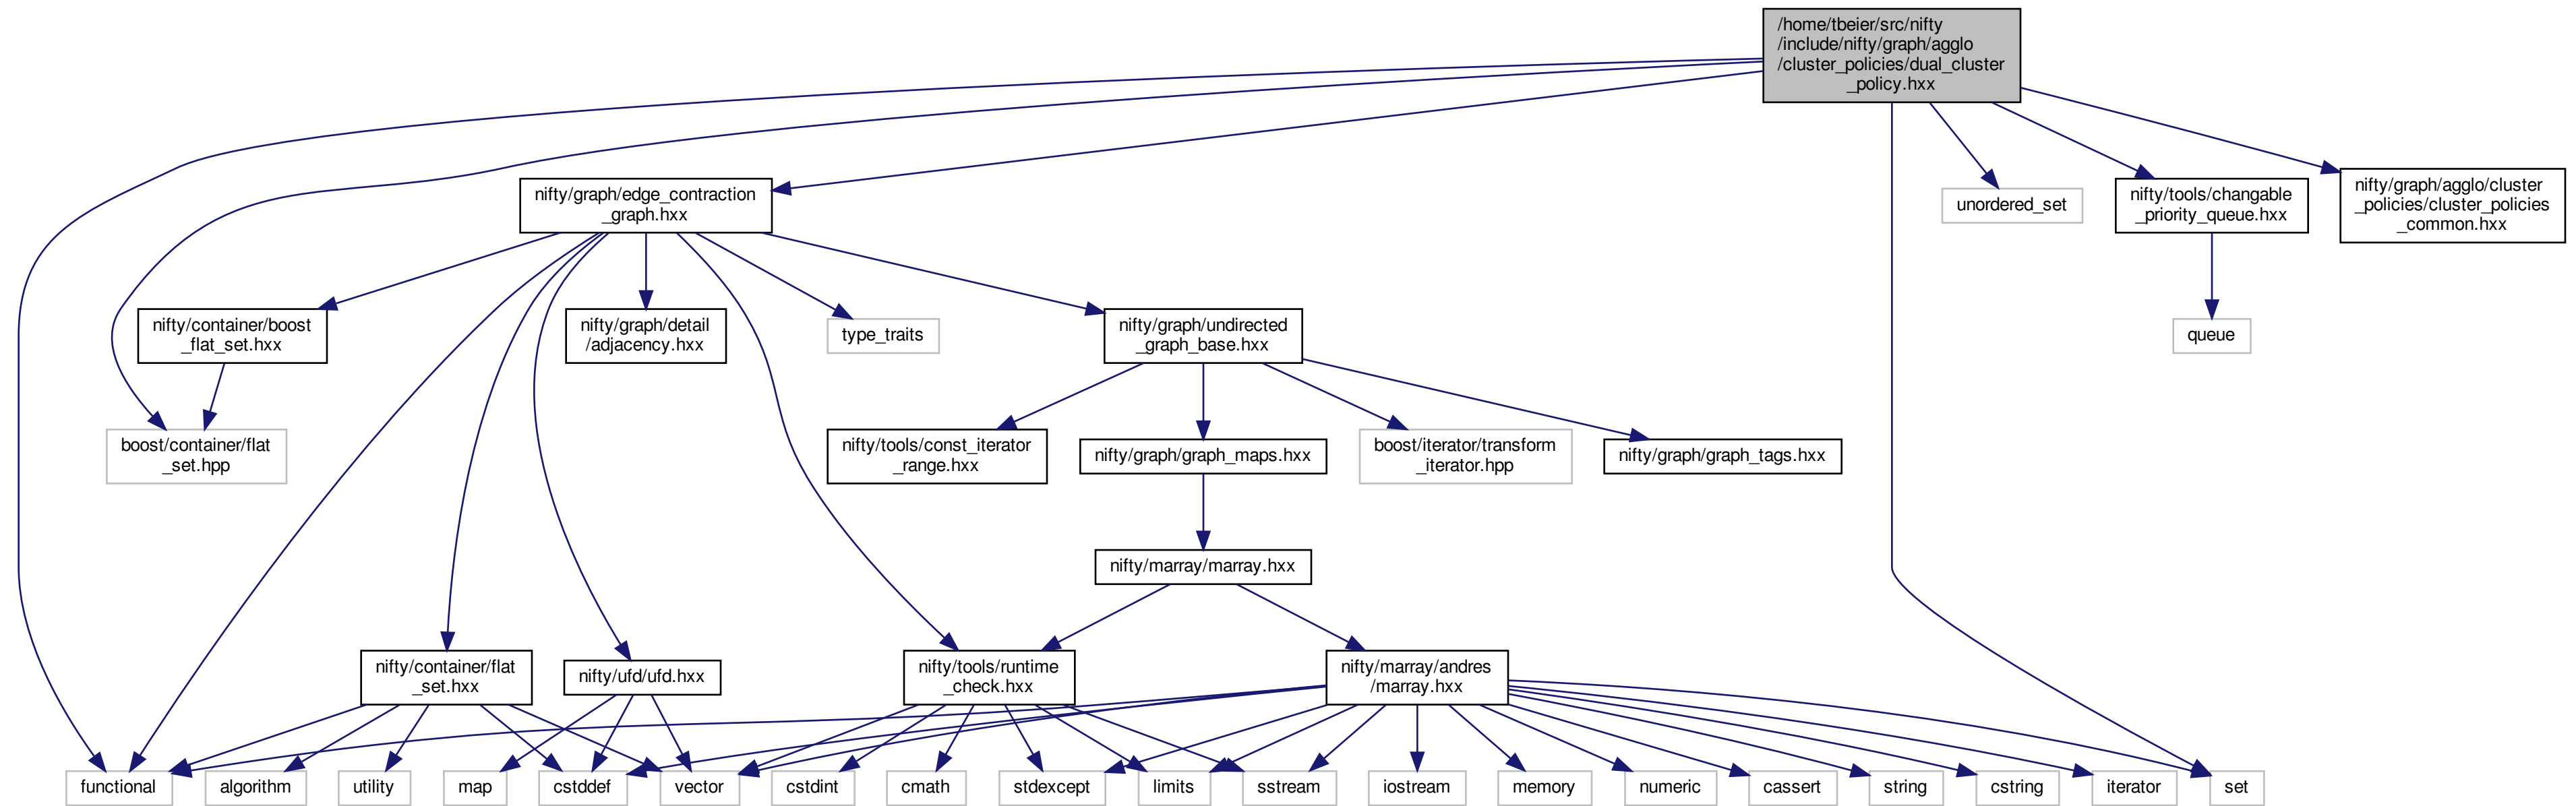 /home/tbeier/src/nifty
/include/nifty/graph/agglo
/cluster_policies/dual_cluster
_policy.hxx
nifty/graph/edge_contraction
_graph.hxx
unordered_set
nifty/tools/changable
_priority_queue.hxx
nifty/graph/agglo/cluster
_policies/cluster_policies
_common.hxx
nifty/container/boost
_flat_set.hxx
nifty/graph/detail
/adjacency.hxx
type_traits
nifty/graph/undirected
_graph_base.hxx
queue
boost/container/flat
_set.hpp
nifty/tools/const_iterator
_range.hxx
nifty/graph/graph_maps.hxx
boost/iterator/transform
_iterator.hpp
nifty/graph/graph_tags.hxx
nifty/marray/marray.hxx
nifty/container/flat
_set.hxx
nifty/ufd/ufd.hxx
nifty/tools/runtime
_check.hxx
nifty/marray/andres
/marray.hxx
functional
algorithm
utility
map
cstddef
vector
cstdint
cmath
stdexcept
limits
sstream
iostream
memory
numeric
cassert
string
cstring
iterator
set